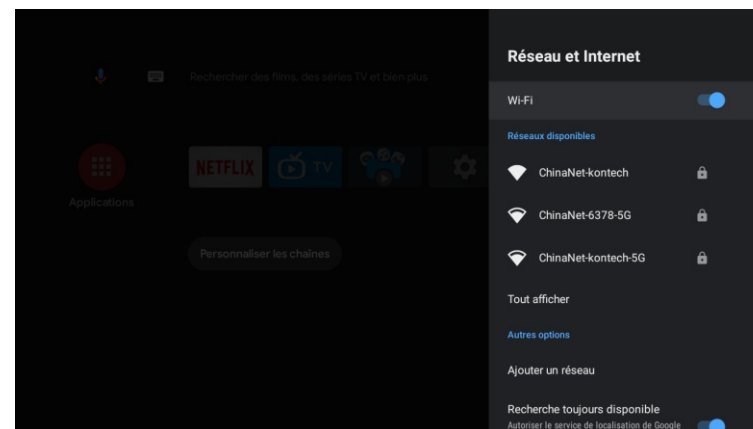 Rechercher des films, des séries TV et bien plus
NETFLIX
TV
Applications
Personnaliser les chaînes
Réseau et Internet
Wi-Fi
Réseaux disponibles
ChinaNet-kontech
ChinaNet-6378-5G
ChinaNet-kontech-5G
Tout afficher
Autres options
Ajouter un réseau
Recherche toujours disponible
Autoriser le service de localisation de Google